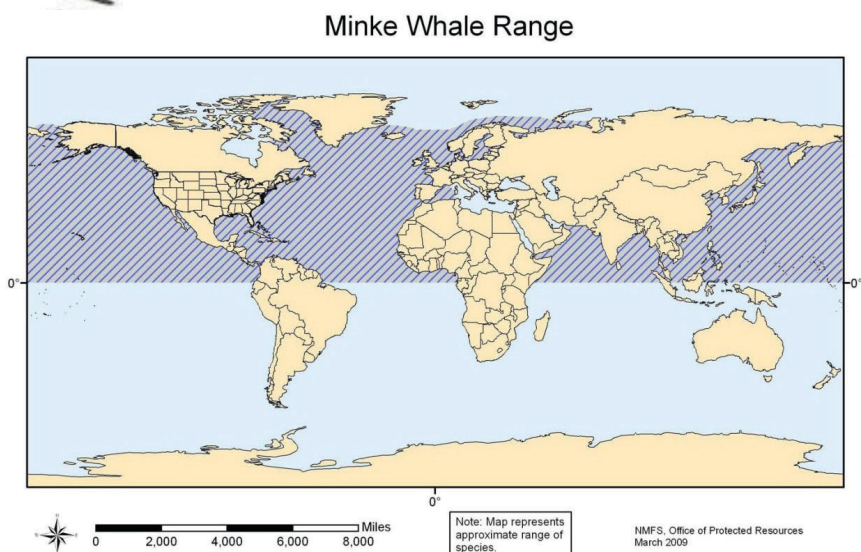 Minke Whale Range
0°
0°
0°
Miles
0 2,000 4,000 6,000 8,000
Note: Map represents
approximate range of
species.
NMFS, Office of Protected Resources
March 2009